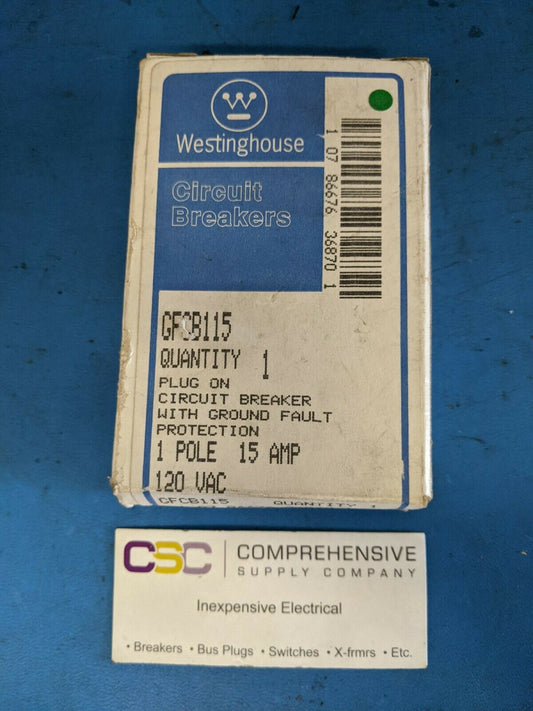 Westinghouse
Circuit
Breakers
1 07 86676 36870 1
GFCB115
QUANTITY 1
PLUG ON
CIRCUIT BREAKER
WITH GROUND FAULT
PROTECTION
1 POLE 15 AMP
120 VAC
GFCB115 QUANTITY 1
CSC COMPREHENSIVE
SUPPLY COMPANY
Inexpensive Electrical
• Breakers • Bus Plugs • Switches • X-frmrs • Etc.